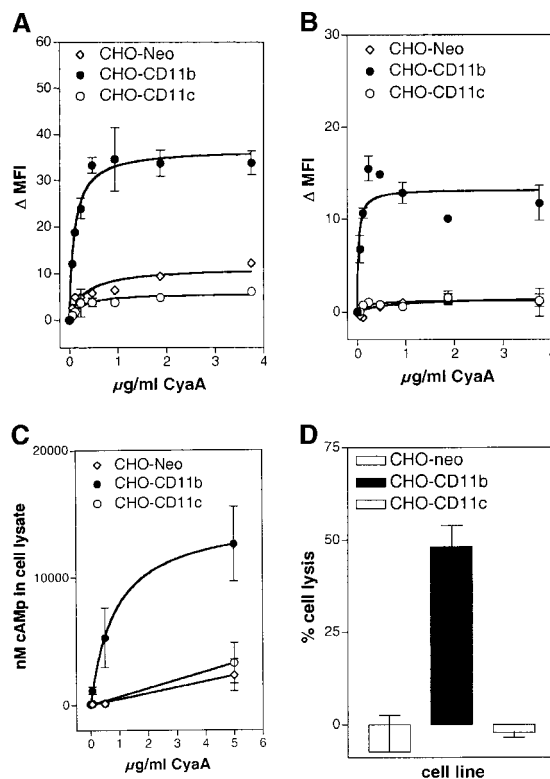 A
60
50
40
30
20
10
0
Δ MFI
◇ CHO-Neo
● CHO-CD11b
○ CHO-CD11c
0 1 2 3 4
µg/ml CyaA
B
30
20
10
0
Δ MFI
◇ CHO-Neo
● CHO-CD11b
○ CHO-CD11c
0 1 2 3 4
µg/ml CyaA
C
20000
10000
0
nM cAMp in cell lysate
◇ CHO-Neo
● CHO-CD11b
○ CHO-CD11c
0 1 2 3 4 5 6
µg/ml CyaA
D
75
50
25
0
% cell lysis
CHO-neo
CHO-CD11b
CHO-CD11c
cell line